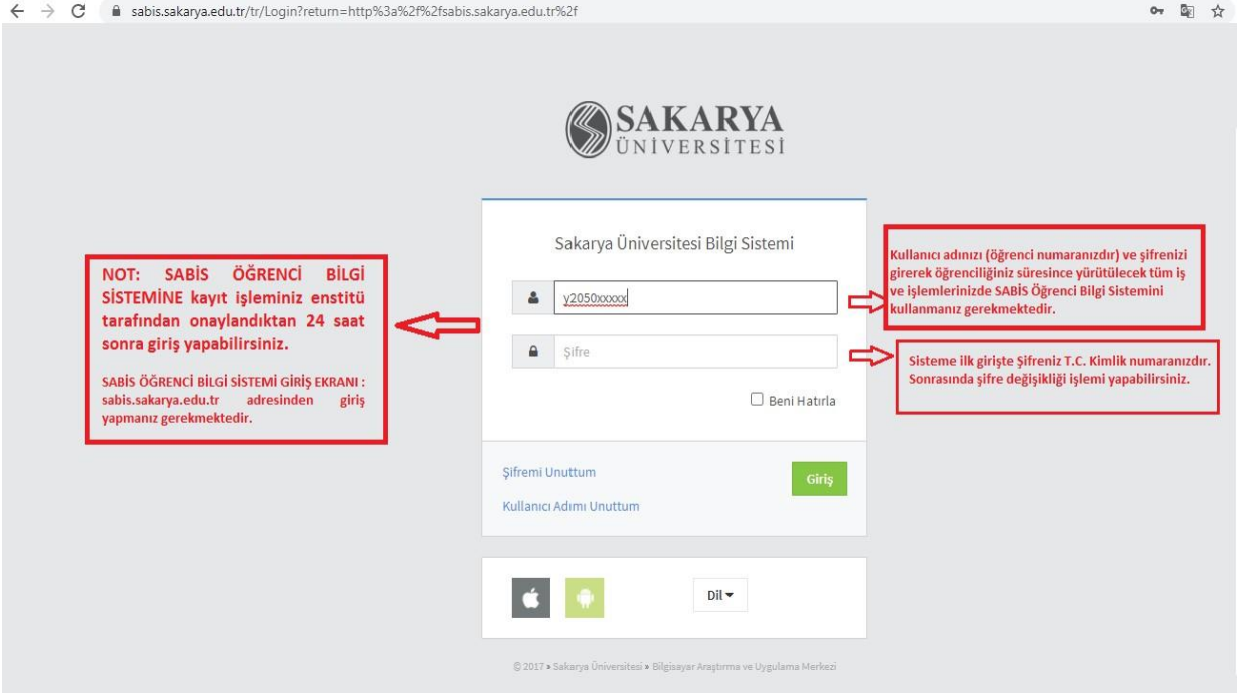 sabis.sakarya.edu.tr/tr/Login?return=http%3a%2f%2fsabis.sakarya.edu.tr%2f
SAKARYA
ÜNİVERSİTESİ
Sakarya Üniversitesi Bilgi Sistemi
y2050xxxxx
Şifre
Beni Hatırla
Şifremi Unuttum
Giriş
Kullanıcı Adımı Unuttum
Dil
© 2017 » Sakarya Üniversitesi » Bilgisayar Araştırma ve Uygulama Merkezi
NOT: SABİS ÖĞRENCİ BİLGİ
SİSTEMİNE kayıt işleminiz enstitü
tarafından onaylandıktan 24 saat
sonra giriş yapabilirsiniz.
SABİS ÖĞRENCİ BİLGİ SİSTEMİ GİRİŞ EKRANI :
sabis.sakarya.edu.tr adresinden giriş
yapmanız gerekmektedir.
Kullanıcı adınızı (öğrenci numaranızdır) ve şifrenizi
girerek öğrenciliğiniz süresince yürütülecek tüm iş
ve işlemlerinizde SABİS Öğrenci Bilgi Sistemini
kullanmanız gerekmektedir.
Sisteme ilk girişte Şifreniz T.C. Kimlik numaranızdır.
Sonrasında şifre değişikliği işlemi yapabilirsiniz.